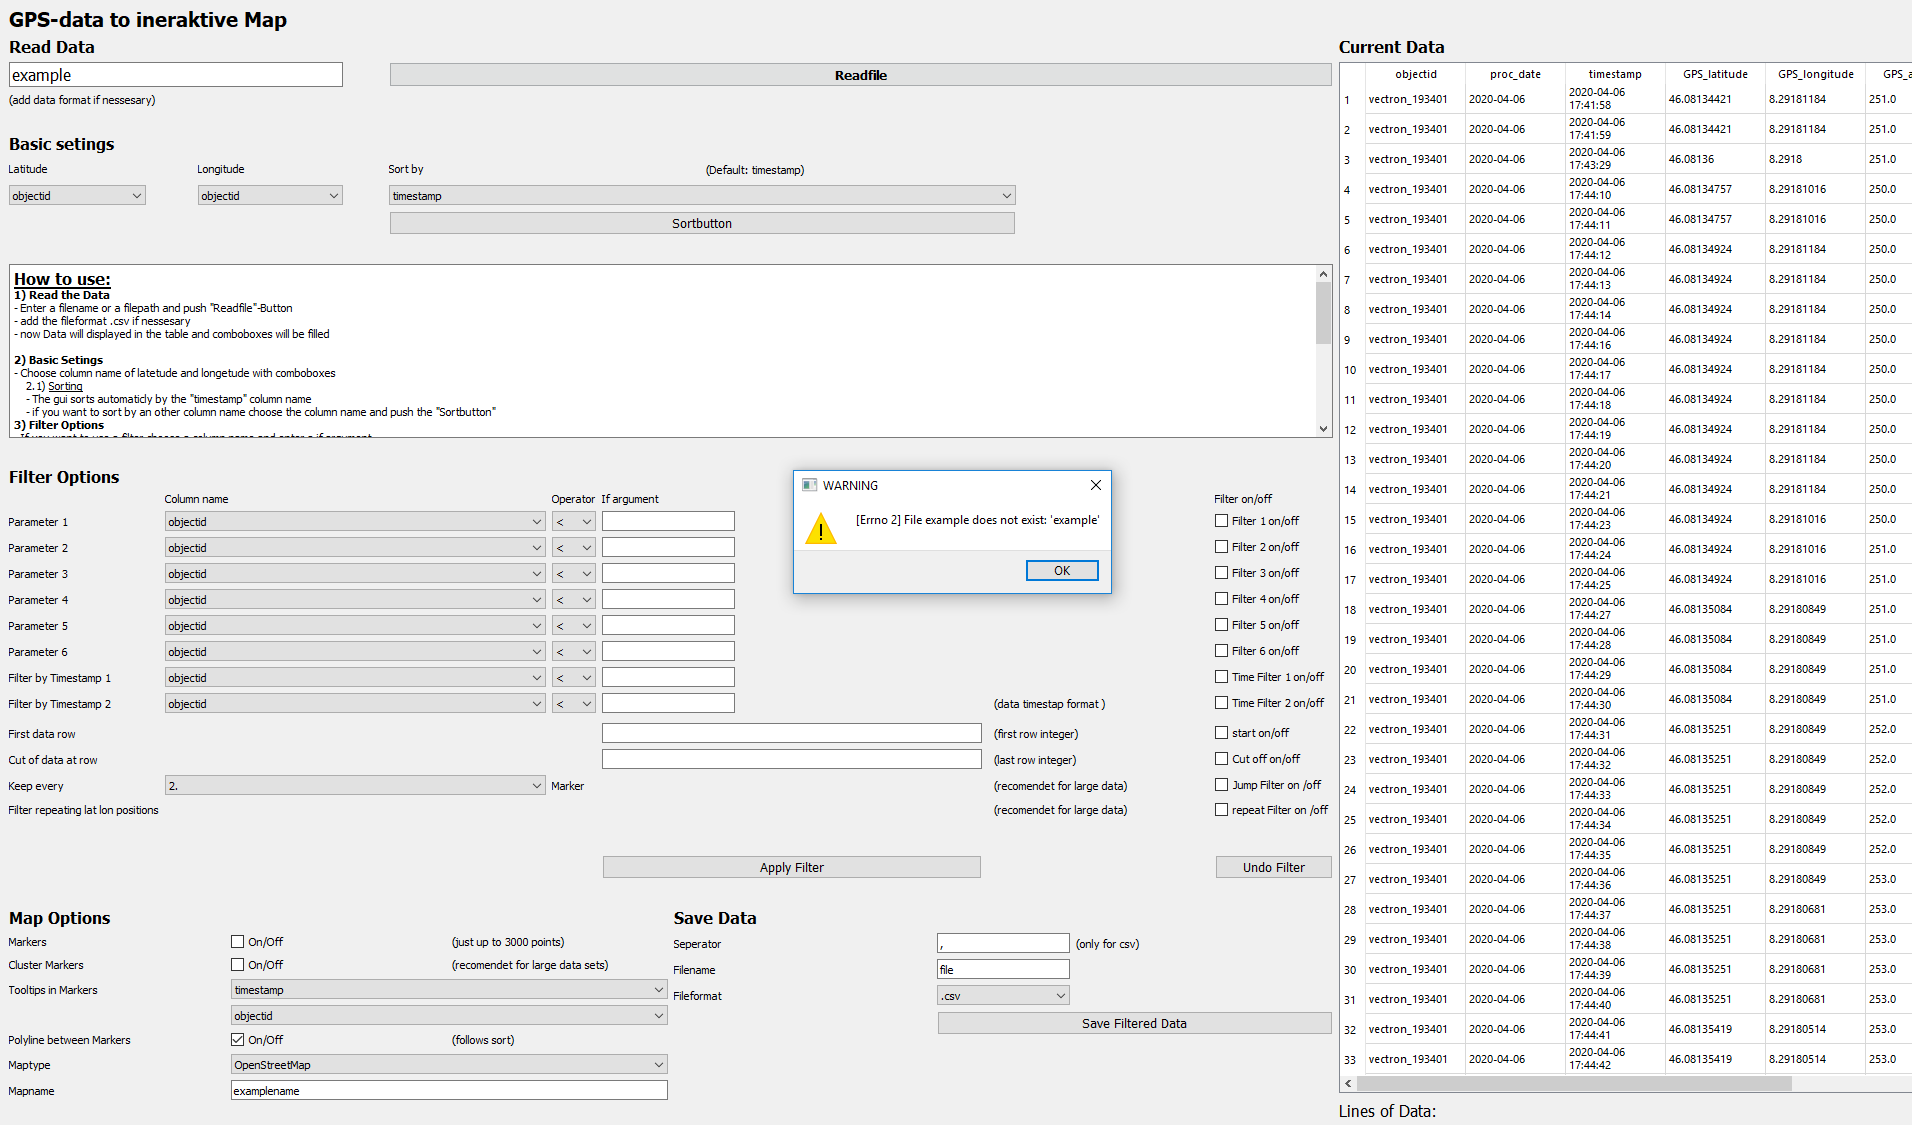 GPS-data to ineraktive Map
Read Data
example
Readfile
(add data format if nessesary)
Basic setings
Latitude
Longitude
Sort by
(Default: timestamp)
objectid
objectid
timestamp
Sortbutton
How to use:
1) Read the Data
- Enter a filename or a filepath and push "Readfile"-Button
- add the fileformat .csv if nessesary
- now Data will displayed in the table and comboboxes will be filled
2) Basic Setings
- Choose column name of latetude and longetude with comboboxes
2.1) Sorting
- The gui sorts automaticly by the "timestamp" column name
- if you want to sort by an other column name choose the column name and push the "Sortbutton"
3) Filter Options
Filter Options
Column name
Operator
If argument
Filter on/off
Parameter 1 objectid < Filter 1 on/off
Parameter 2 objectid < Filter 2 on/off
Parameter 3 objectid < Filter 3 on/off
Parameter 4 objectid < Filter 4 on/off
Parameter 5 objectid < Filter 5 on/off
Parameter 6 objectid < Filter 6 on/off
Filter by Timestamp 1 objectid < Time Filter 1 on/off
Filter by Timestamp 2 objectid < (data timestap format ) Time Filter 2 on/off
First data row (first row integer) start on/off
Cut of data at row (last row integer) Cut off on/off
Keep every 2. Marker (recomendet for large data) Jump Filter on /off
Filter repeating lat lon positions (recomendet for large data) repeat Filter on /off
Apply Filter
Undo Filter
WARNING
[Errno 2] File example does not exist: 'example'
OK
Map Options
Markers On/Off (just up to 3000 points)
Cluster Markers On/Off (recomendet for large data sets)
Tooltips in Markers timestamp
objectid
Polyline between Markers On/Off (follows sort)
Maptype OpenStreetMap
Mapname examplename
Save Data
Seperator , (only for csv)
Filename file
Fileformat .csv
Save Filtered Data
Current Data
objectid proc_date timestamp GPS_latitude GPS_longitude GPS_a
1 vectron_193401 2020-04-06 2020-04-06 17:41:58 46.08134421 8.29181184 251.0
2 vectron_193401 2020-04-06 2020-04-06 17:41:59 46.08134421 8.29181184 251.0
3 vectron_193401 2020-04-06 2020-04-06 17:43:29 46.08136 8.2918 251.0
4 vectron_193401 2020-04-06 2020-04-06 17:44:10 46.08134757 8.29181016 250.0
5 vectron_193401 2020-04-06 2020-04-06 17:44:11 46.08134757 8.29181016 250.0
6 vectron_193401 2020-04-06 2020-04-06 17:44:12 46.08134924 8.29181184 250.0
7 vectron_193401 2020-04-06 2020-04-06 17:44:13 46.08134924 8.29181184 250.0
8 vectron_193401 2020-04-06 2020-04-06 17:44:14 46.08134924 8.29181184 250.0
9 vectron_193401 2020-04-06 2020-04-06 17:44:16 46.08134924 8.29181184 250.0
10 vectron_193401 2020-04-06 2020-04-06 17:44:17 46.08134924 8.29181184 250.0
11 vectron_193401 2020-04-06 2020-04-06 17:44:18 46.08134924 8.29181184 250.0
12 vectron_193401 2020-04-06 2020-04-06 17:44:19 46.08134924 8.29181184 250.0
13 vectron_193401 2020-04-06 2020-04-06 17:44:20 46.08134924 8.29181184 250.0
14 vectron_193401 2020-04-06 2020-04-06 17:44:21 46.08134924 8.29181184 250.0
15 vectron_193401 2020-04-06 2020-04-06 17:44:23 46.08134924 8.29181016 250.0
16 vectron_193401 2020-04-06 2020-04-06 17:44:24 46.08134924 8.29181016 251.0
17 vectron_193401 2020-04-06 2020-04-06 17:44:25 46.08134924 8.29181016 251.0
18 vectron_193401 2020-04-06 2020-04-06 17:44:27 46.08135084 8.29180849 251.0
19 vectron_193401 2020-04-06 2020-04-06 17:44:28 46.08135084 8.29180849 251.0
20 vectron_193401 2020-04-06 2020-04-06 17:44:29 46.08135084 8.29180849 251.0
21 vectron_193401 2020-04-06 2020-04-06 17:44:30 46.08135084 8.29180849 251.0
22 vectron_193401 2020-04-06 2020-04-06 17:44:31 46.08135251 8.29180849 252.0
23 vectron_193401 2020-04-06 2020-04-06 17:44:32 46.08135251 8.29180849 252.0
24 vectron_193401 2020-04-06 2020-04-06 17:44:33 46.08135251 8.29180849 252.0
25 vectron_193401 2020-04-06 2020-04-06 17:44:34 46.08135251 8.29180849 252.0
26 vectron_193401 2020-04-06 2020-04-06 17:44:35 46.08135251 8.29180849 252.0
27 vectron_193401 2020-04-06 2020-04-06 17:44:36 46.08135251 8.29180849 253.0
28 vectron_193401 2020-04-06 2020-04-06 17:44:37 46.08135251 8.29180681 253.0
29 vectron_193401 2020-04-06 2020-04-06 17:44:38 46.08135251 8.29180681 253.0
30 vectron_193401 2020-04-06 2020-04-06 17:44:39 46.08135251 8.29180681 253.0
31 vectron_193401 2020-04-06 2020-04-06 17:44:40 46.08135251 8.29180681 253.0
32 vectron_193401 2020-04-06 2020-04-06 17:44:41 46.08135419 8.29180514 253.0
33 vectron_193401 2020-04-06 2020-04-06 17:44:42 46.08135419 8.29180514 253.0
Lines of Data: